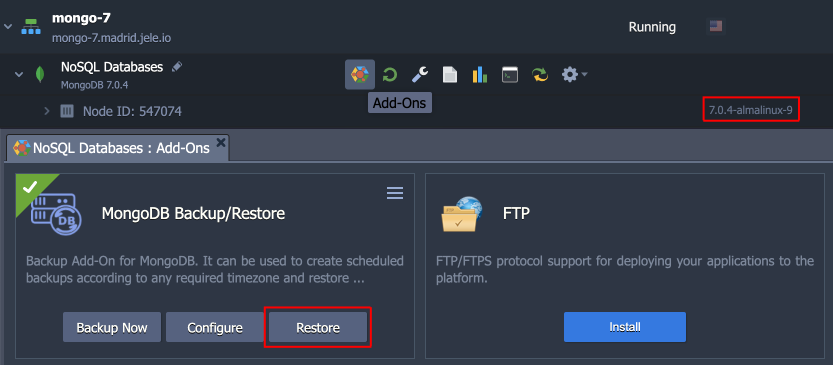 mongo-7
mongo-7.madrid.jele.io
Running
NoSQL Databases
MongoDB 7.0.4
Add-Ons
Node ID: 547074
7.0.4-almalinux-9
NoSQL Databases : Add-Ons
MongoDB Backup/Restore
Backup Add-On for MongoDB. It can be used to create scheduled
backups according to any required timezone and restore ...
Backup Now
Configure
Restore
FTP
FTP/FTPS protocol support for deploying your applications to the
platform.
Install